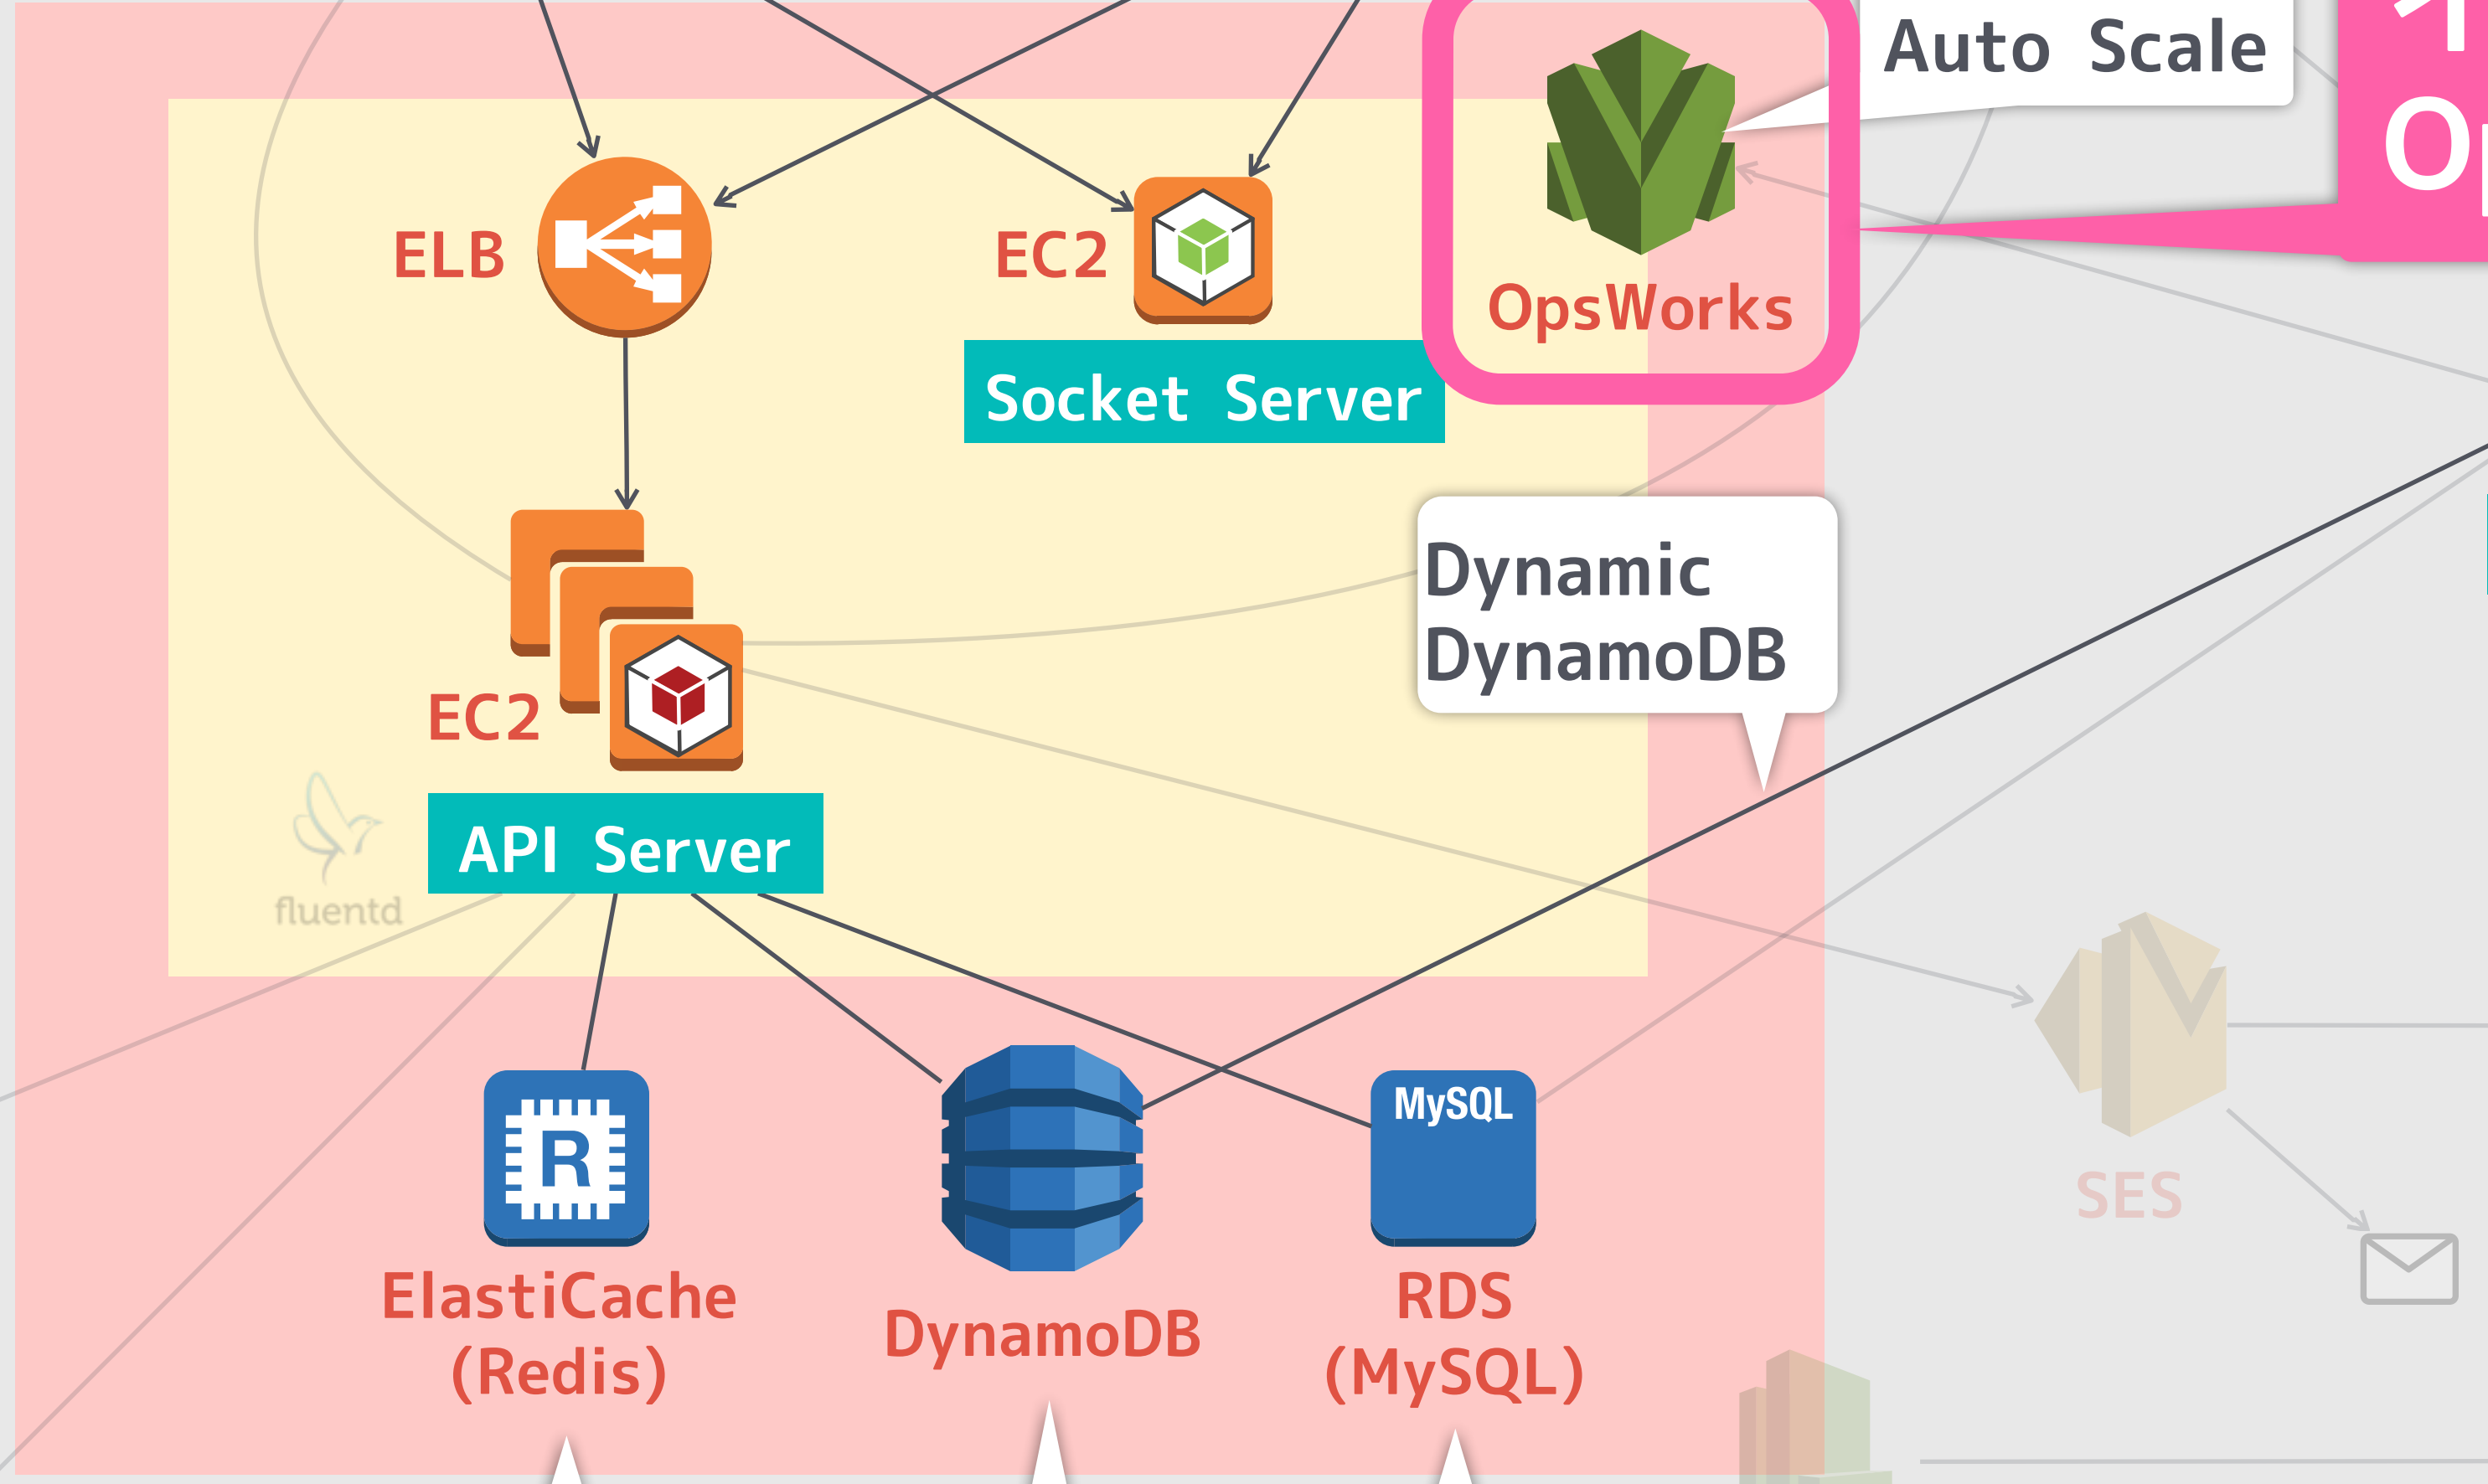 Auto Scale
ELB
EC2
OpsWorks
Socket Server
Dynamic
DynamoDB
EC2
API Server
fluentd
MySQL
R
SES
ElastiCache
(Redis)
DynamoDB
RDS
(MySQL)